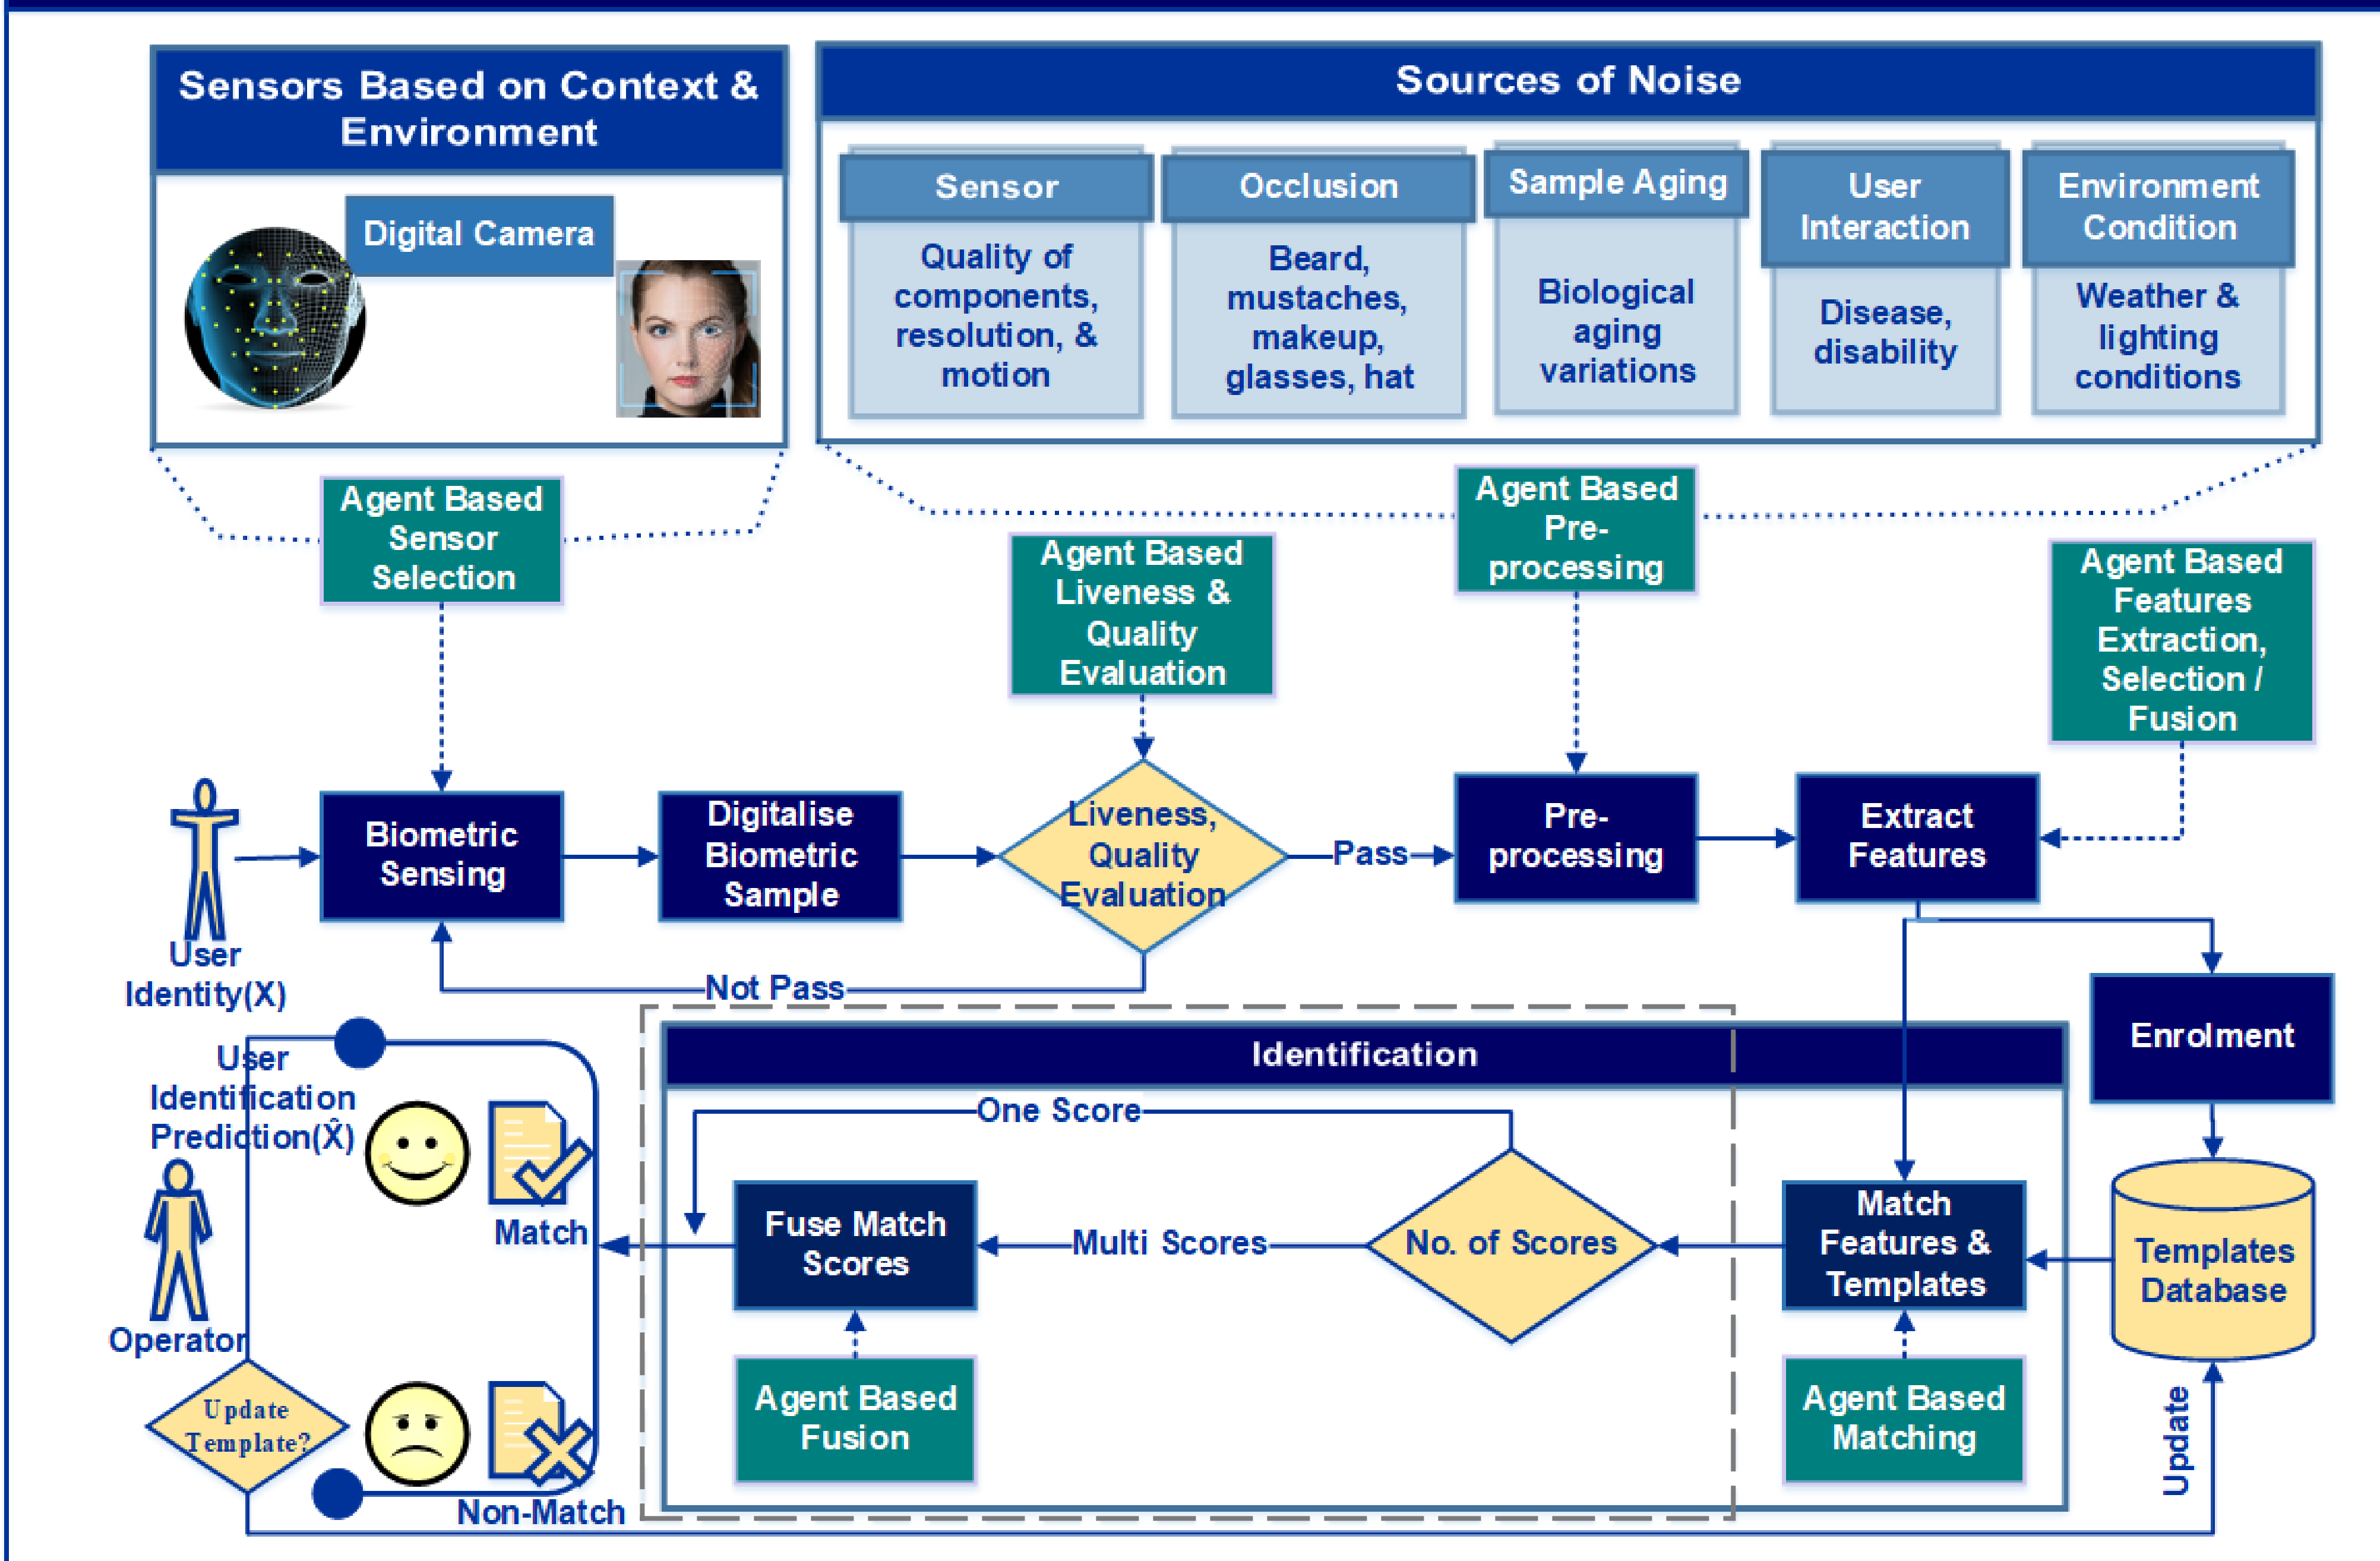 Sensors Based on Context &
Environment
Digital Camera
Sources of Noise
Sensor
Quality of
components,
resolution, &
motion
Occlusion
Beard,
mustaches,
makeup,
glasses, hat
Sample Aging
Biological
aging
variations
User
Interaction
Disease,
disability
Environment
Condition
Weather &
lighting
conditions
Agent Based
Sensor
Selection
Agent Based
Liveness &
Quality
Evaluation
Agent Based
Pre-
processing
Agent Based
Features
Extraction,
Selection /
Fusion
User
Identity(X)
Biometric
Sensing
Digitalise
Biometric
Sample
Liveness,
Quality
Evaluation
Pass
Not Pass
Pre-
processing
Extract
Features
Enrolment
Templates
Database
Update
Identification
Match
Features &
Templates
Agent Based
Matching
No. of Scores
One Score
Multi Scores
Fuse Match
Scores
Agent Based
Fusion
User
Identification
Prediction(X̂)
Match
Operator
Update
Template?
Non-Match